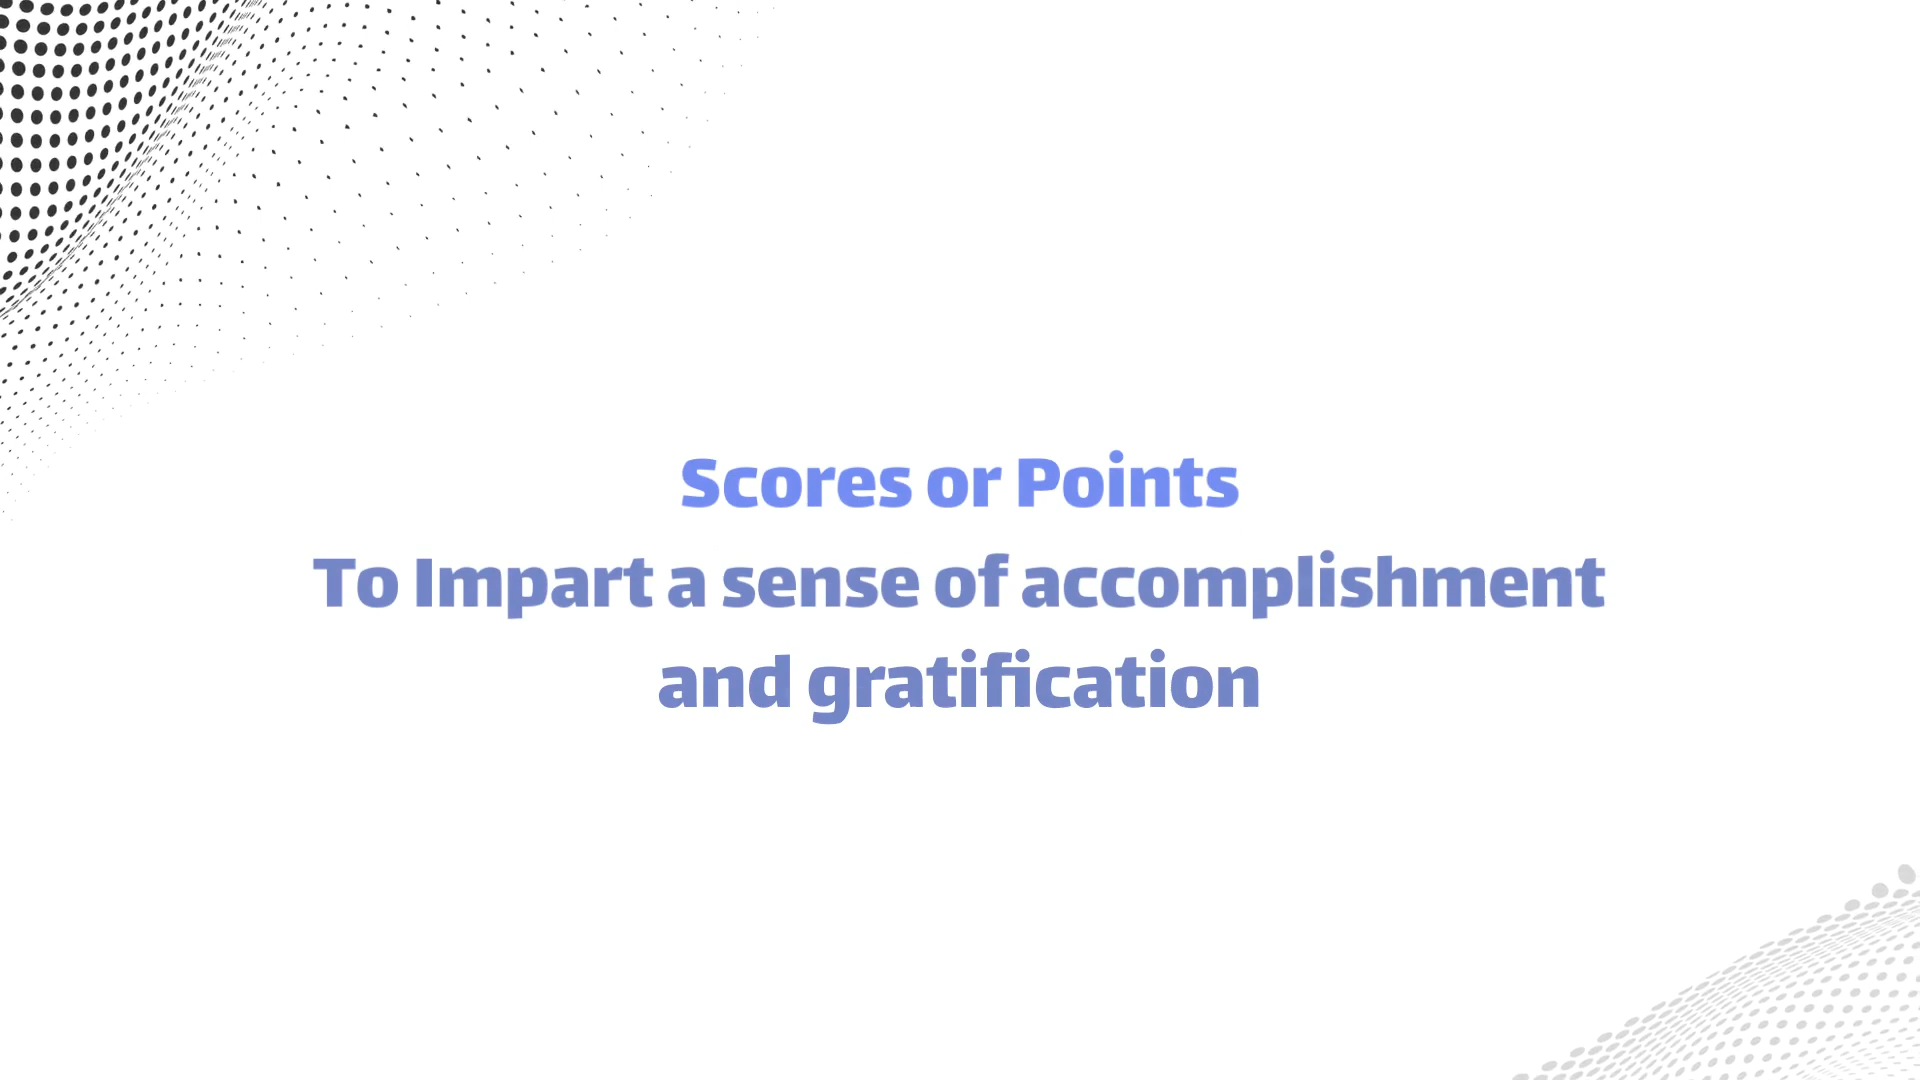 Scores or Points
To Impart a sense of accomplishment
and gratification